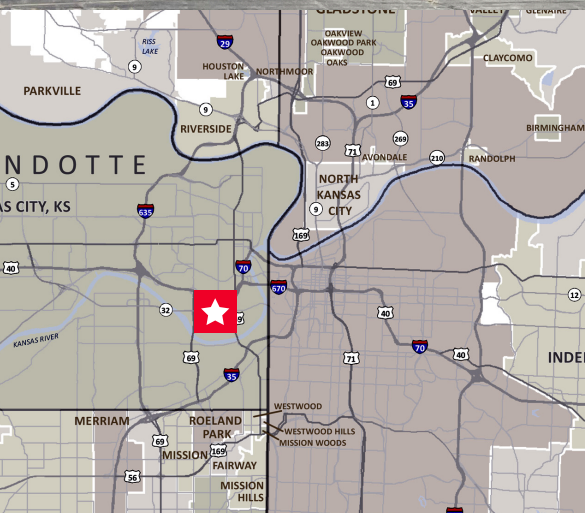 GLADSTONE
VALLEY
GLENAIRE
RISS
LAKE
29
OAKVIEW
OAKWOOD PARK
OAKWOOD
OAKS
CLAYCOMO
9
HOUSTON
LAKE
NORTHMOOR
69
PARKVILLE
1
35
9
RIVERSIDE
BIRMINGHAM
283
71
269
AVONDALE
210
RANDOLPH
NDOTTE
5
NORTH
KANSAS
CITY
AS CITY, KS
635
9
169
40
70
670
12
32
9
40
KANSAS RIVER
70
40
INDE
69
71
35
WESTWOOD
MERRIAM
ROELAND
PARK
WESTWOOD HILLS
MISSION WOODS
69
MISSION
169
FAIRWAY
56
MISSION
HILLS